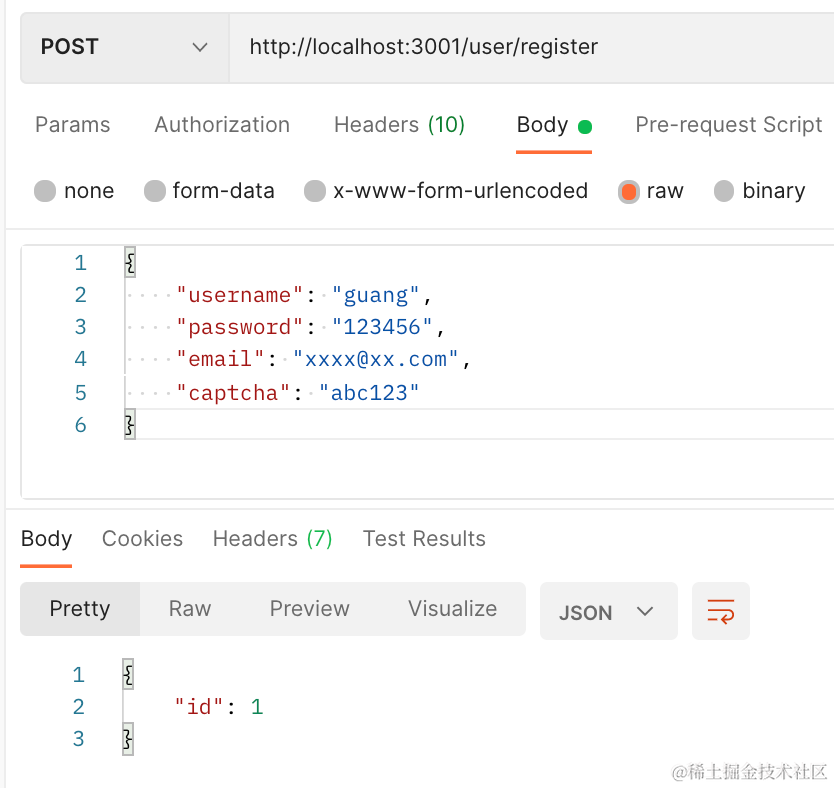 POST http://localhost:3001/user/register
Params Authorization Headers (10) Body Pre-request Script
none form-data x-www-form-urlencoded raw binary
1 {
2 "username": "guang",
3 "password": "123456",
4 "email": "xxxx@xx.com",
5 "captcha": "abc123"
6 }
Body Cookies Headers (7) Test Results
Pretty Raw Preview Visualize JSON
1 {
2 "id": 1
3 }
@稀土掘金技术社区